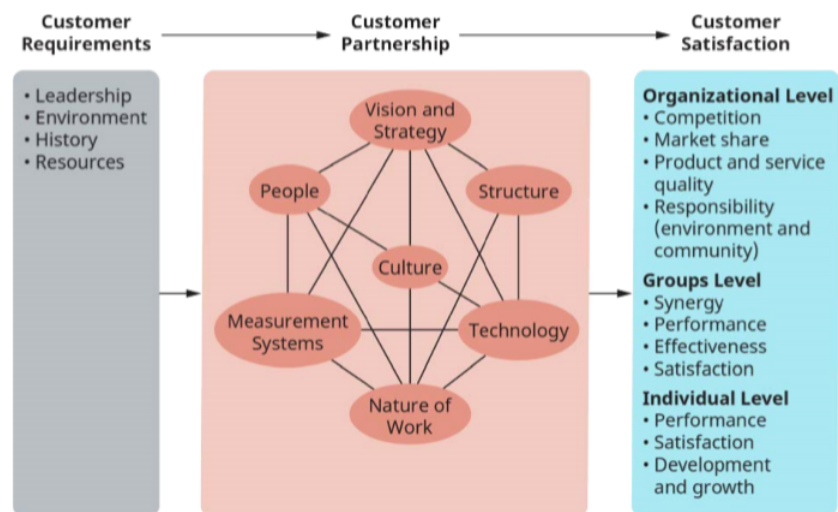 Customer
Requirements
Customer
Partnership
Customer
Satisfaction
• Leadership
• Environment
• History
• Resources
Vision and
Strategy
People
Structure
Culture
Measurement
Systems
Technology
Nature of
Work
Organizational Level
• Competition
• Market share
• Product and service
quality
• Responsibility
(environment and
community)
Groups Level
• Synergy
• Performance
• Effectiveness
• Satisfaction
Individual Level
• Performance
• Satisfaction
• Development
and growth